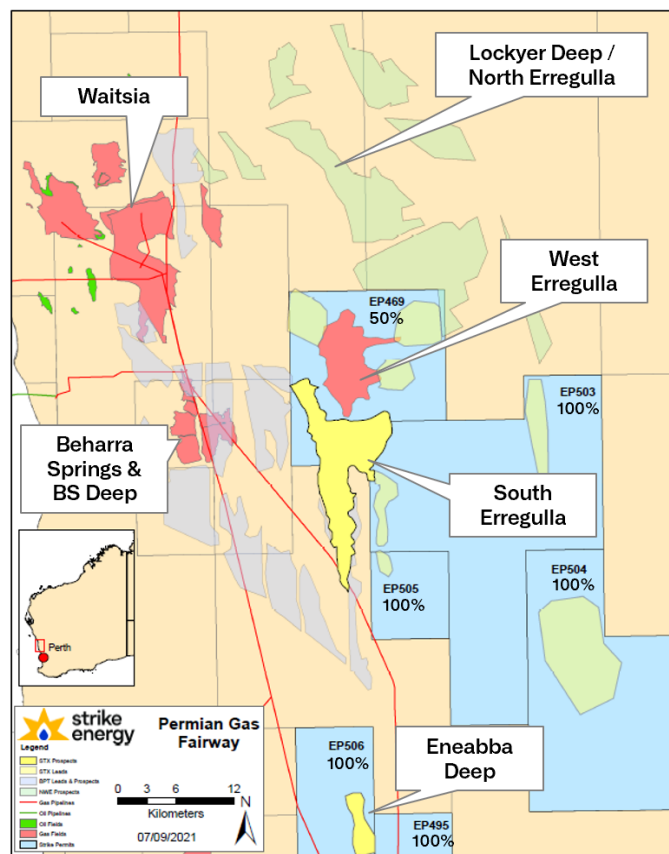 Lockyer Deep /
North Erregulla
Waitsia
West
Erregulla
EP469
50%
EP503
100%
Beharra
Springs &
BS Deep
South
Erregulla
EP504
100%
EP505
100%
Perth
strike
energy
Permian Gas
Fairway
Legend
STX Prospects
STX Leads
BPT Leads & Prospects
NWE Prospects
Gas Pipelines
Oil Pipelines
Oil Fields
Gas Fields
Strike Permits
0 3 6 12
Kilometers
N
07/09/2021
EP506
100%
Eneabba
Deep
EP495
100%